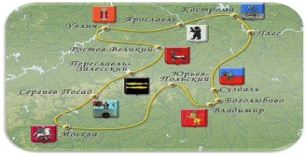 Кострома
Ярославль
Углич
Плес
Ростов Великий
Переславль-
Залесский
Юрьев-
Польский
Суздаль
Сергиев Посад
Боголюбово
Владимир
Москва